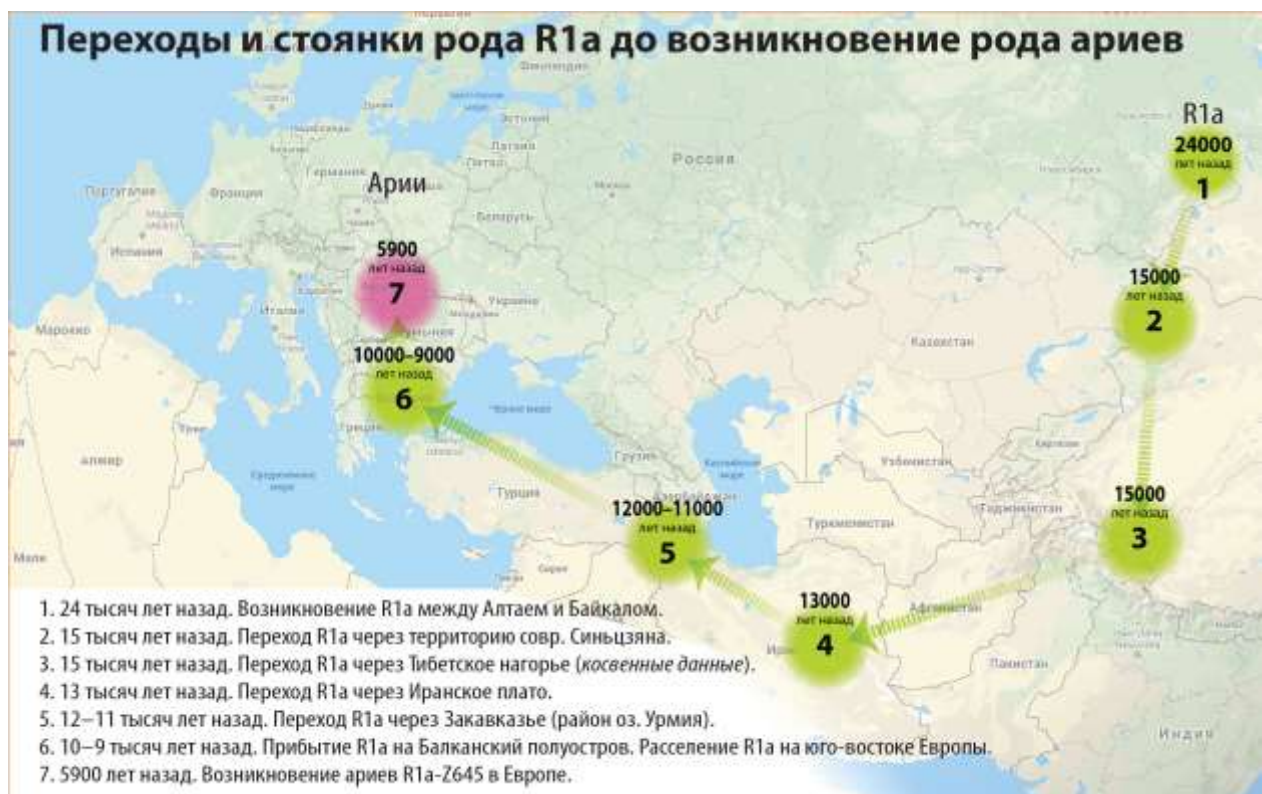 Переходы и стоянки рода R1a до возникновение рода ариев
R1a
24000
лет назад
1
Россия
Арии
Португалия
Франция
Германия
Беларусь
Латвия
Эстония
Испания
5900
лет назад
7
15000
лет назад
2
Украина
Италия
Марокко
Казахстан
10000–9000
лет назад
6
Черное море
Грузия
Узбекистан
Турция
Азербайджан
Таджикистан
Туркменистан
12000–11000
лет назад
5
15000
лет назад
3
Мали
Сирия
13000
лет назад
4
Афганистан
Пакистан
Индия
1. 24 тысяч лет назад. Возникновение R1a между Алтаем и Байкалом.
2. 15 тысяч лет назад. Переход R1a через территорию совр. Синьцзяна.
3. 15 тысяч лет назад. Переход R1a через Тибетское нагорье (косвенные данные).
4. 13 тысяч лет назад. Переход R1a через Иранское плато.
5. 12–11 тысяч лет назад. Переход R1a через Закавказье (район оз. Урмия).
6. 10–9 тысяч лет назад. Прибытие R1a на Балканский полуостров. Расселение R1a на юго-востоке Европы.
7. 5900 лет назад. Возникновение ариев R1a-Z645 в Европе.